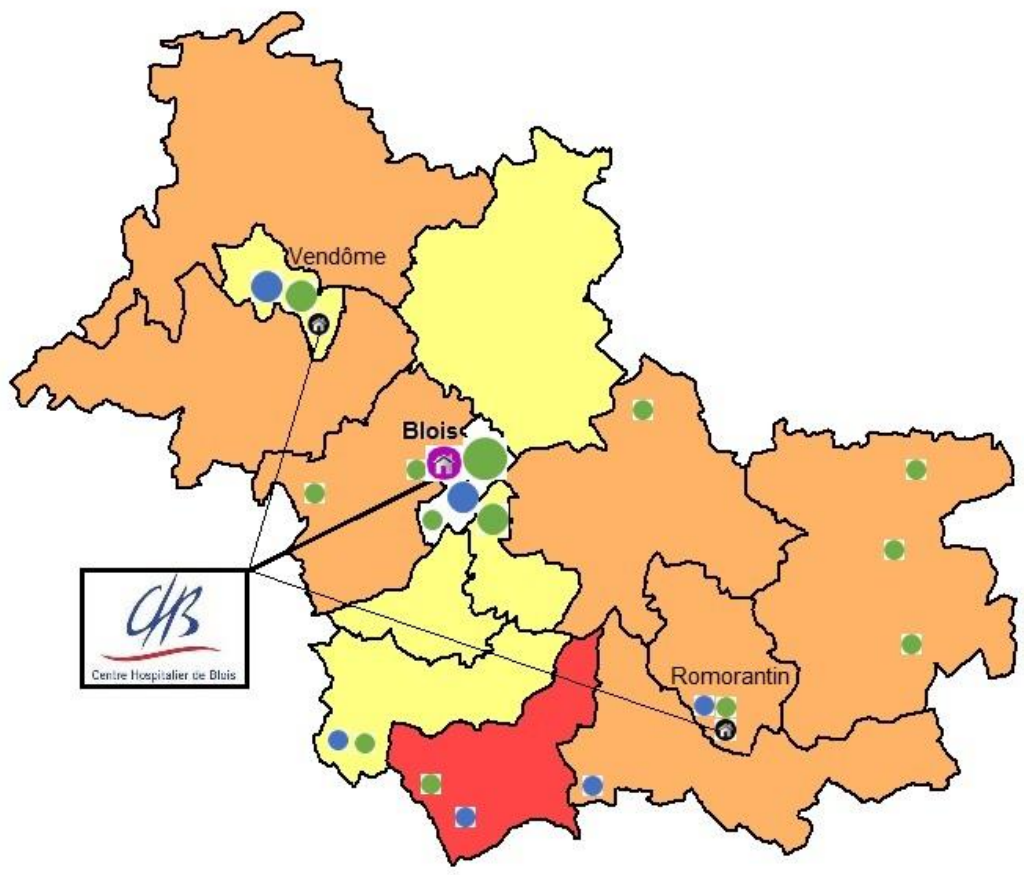 Vendôme
Blois
Romorantin
CHB
Centre Hospitalier de Blois